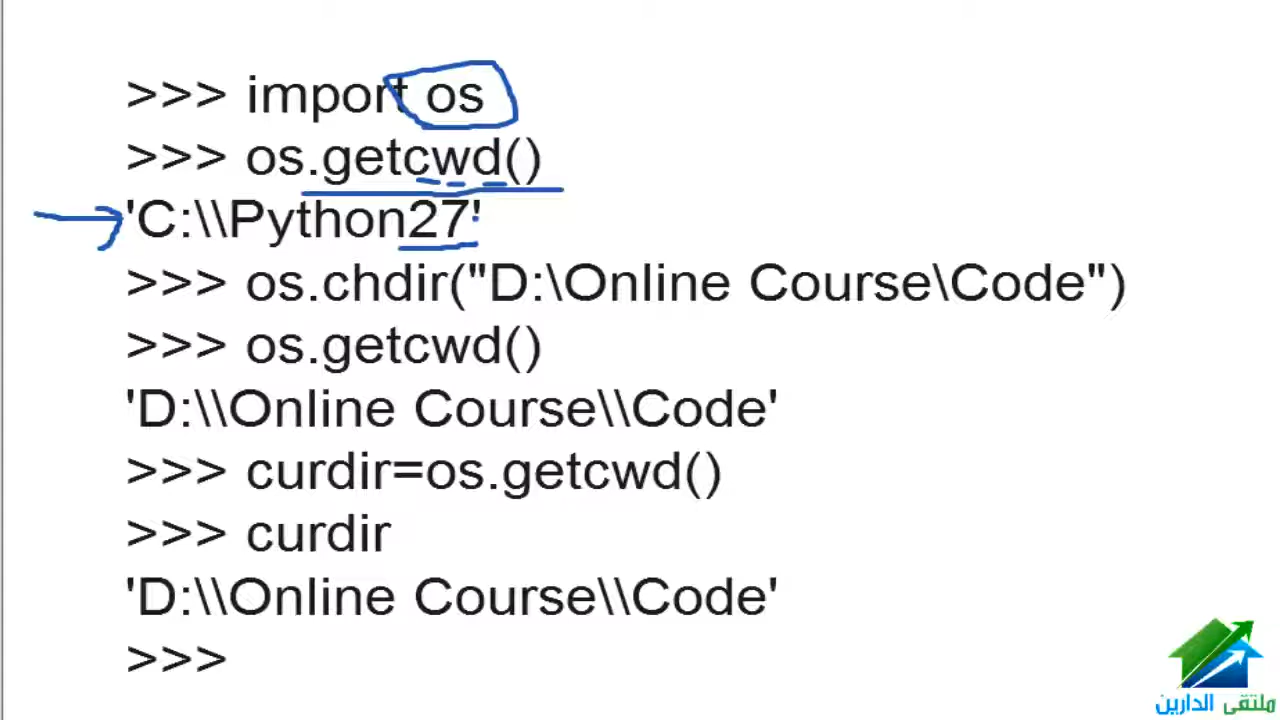 >>> import os
>>> os.getcwd()
'C:\\Python27'
>>> os.chdir("D:\Online Course\Code")
>>> os.getcwd()
'D:\\Online Course\\Code'
>>> curdir=os.getcwd()
>>> curdir
'D:\\Online Course\\Code'
>>>
ملتقى الدارين